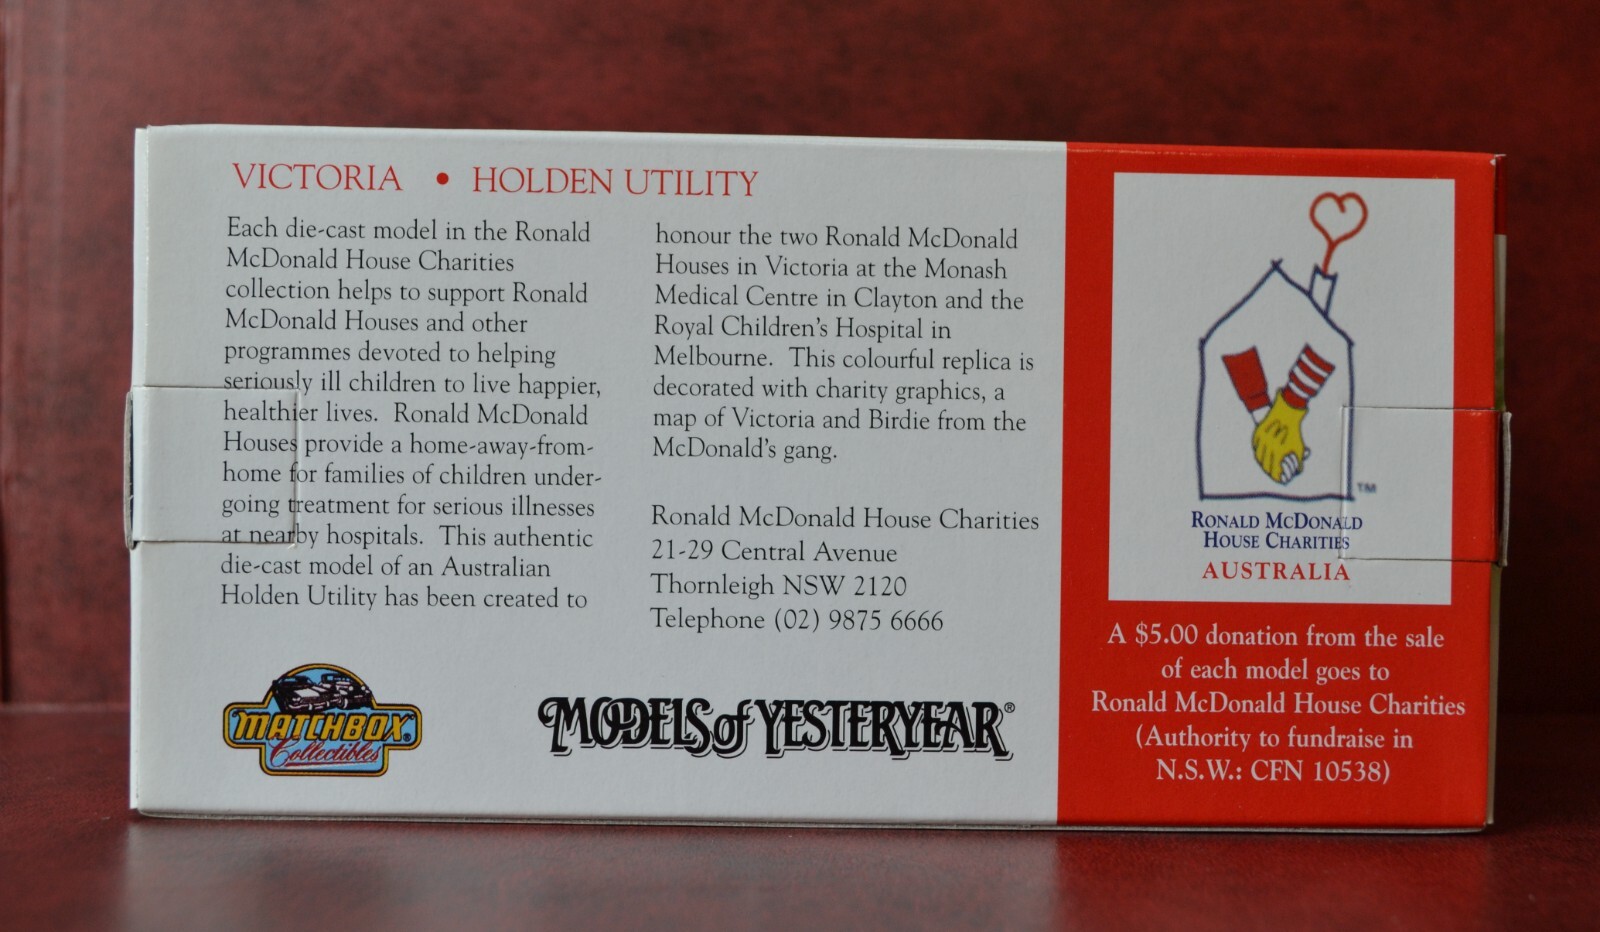 VICTORIA • HOLDEN UTILITY
Each die-cast model in the Ronald
McDonald House Charities
collection helps to support Ronald
McDonald Houses and other
programmes devoted to helping
seriously ill children to live happier,
healthier lives. Ronald McDonald
Houses provide a home-away-from-
home for families of children under-
going treatment for serious illnesses
at nearby hospitals. This authentic
die-cast model of an Australian
Holden Utility has been created to
honour the two Ronald McDonald
Houses in Victoria at the Monash
Medical Centre in Clayton and the
Royal Children's Hospital in
Melbourne. This colourful replica is
decorated with charity graphics, a
map of Victoria and Birdie from the
McDonald's gang.
Ronald McDonald House Charities
21-29 Central Avenue
Thornleigh NSW 2120
Telephone (02) 9875 6666
MATCHBOX®
Collectibles
MODELS of YESTERYEAR®
TM
RONALD MCDONALD
HOUSE CHARITIES
AUSTRALIA
A $5.00 donation from the sale
of each model goes to
Ronald McDonald House Charities
(Authority to fundraise in
N.S.W.: CFN 10538)